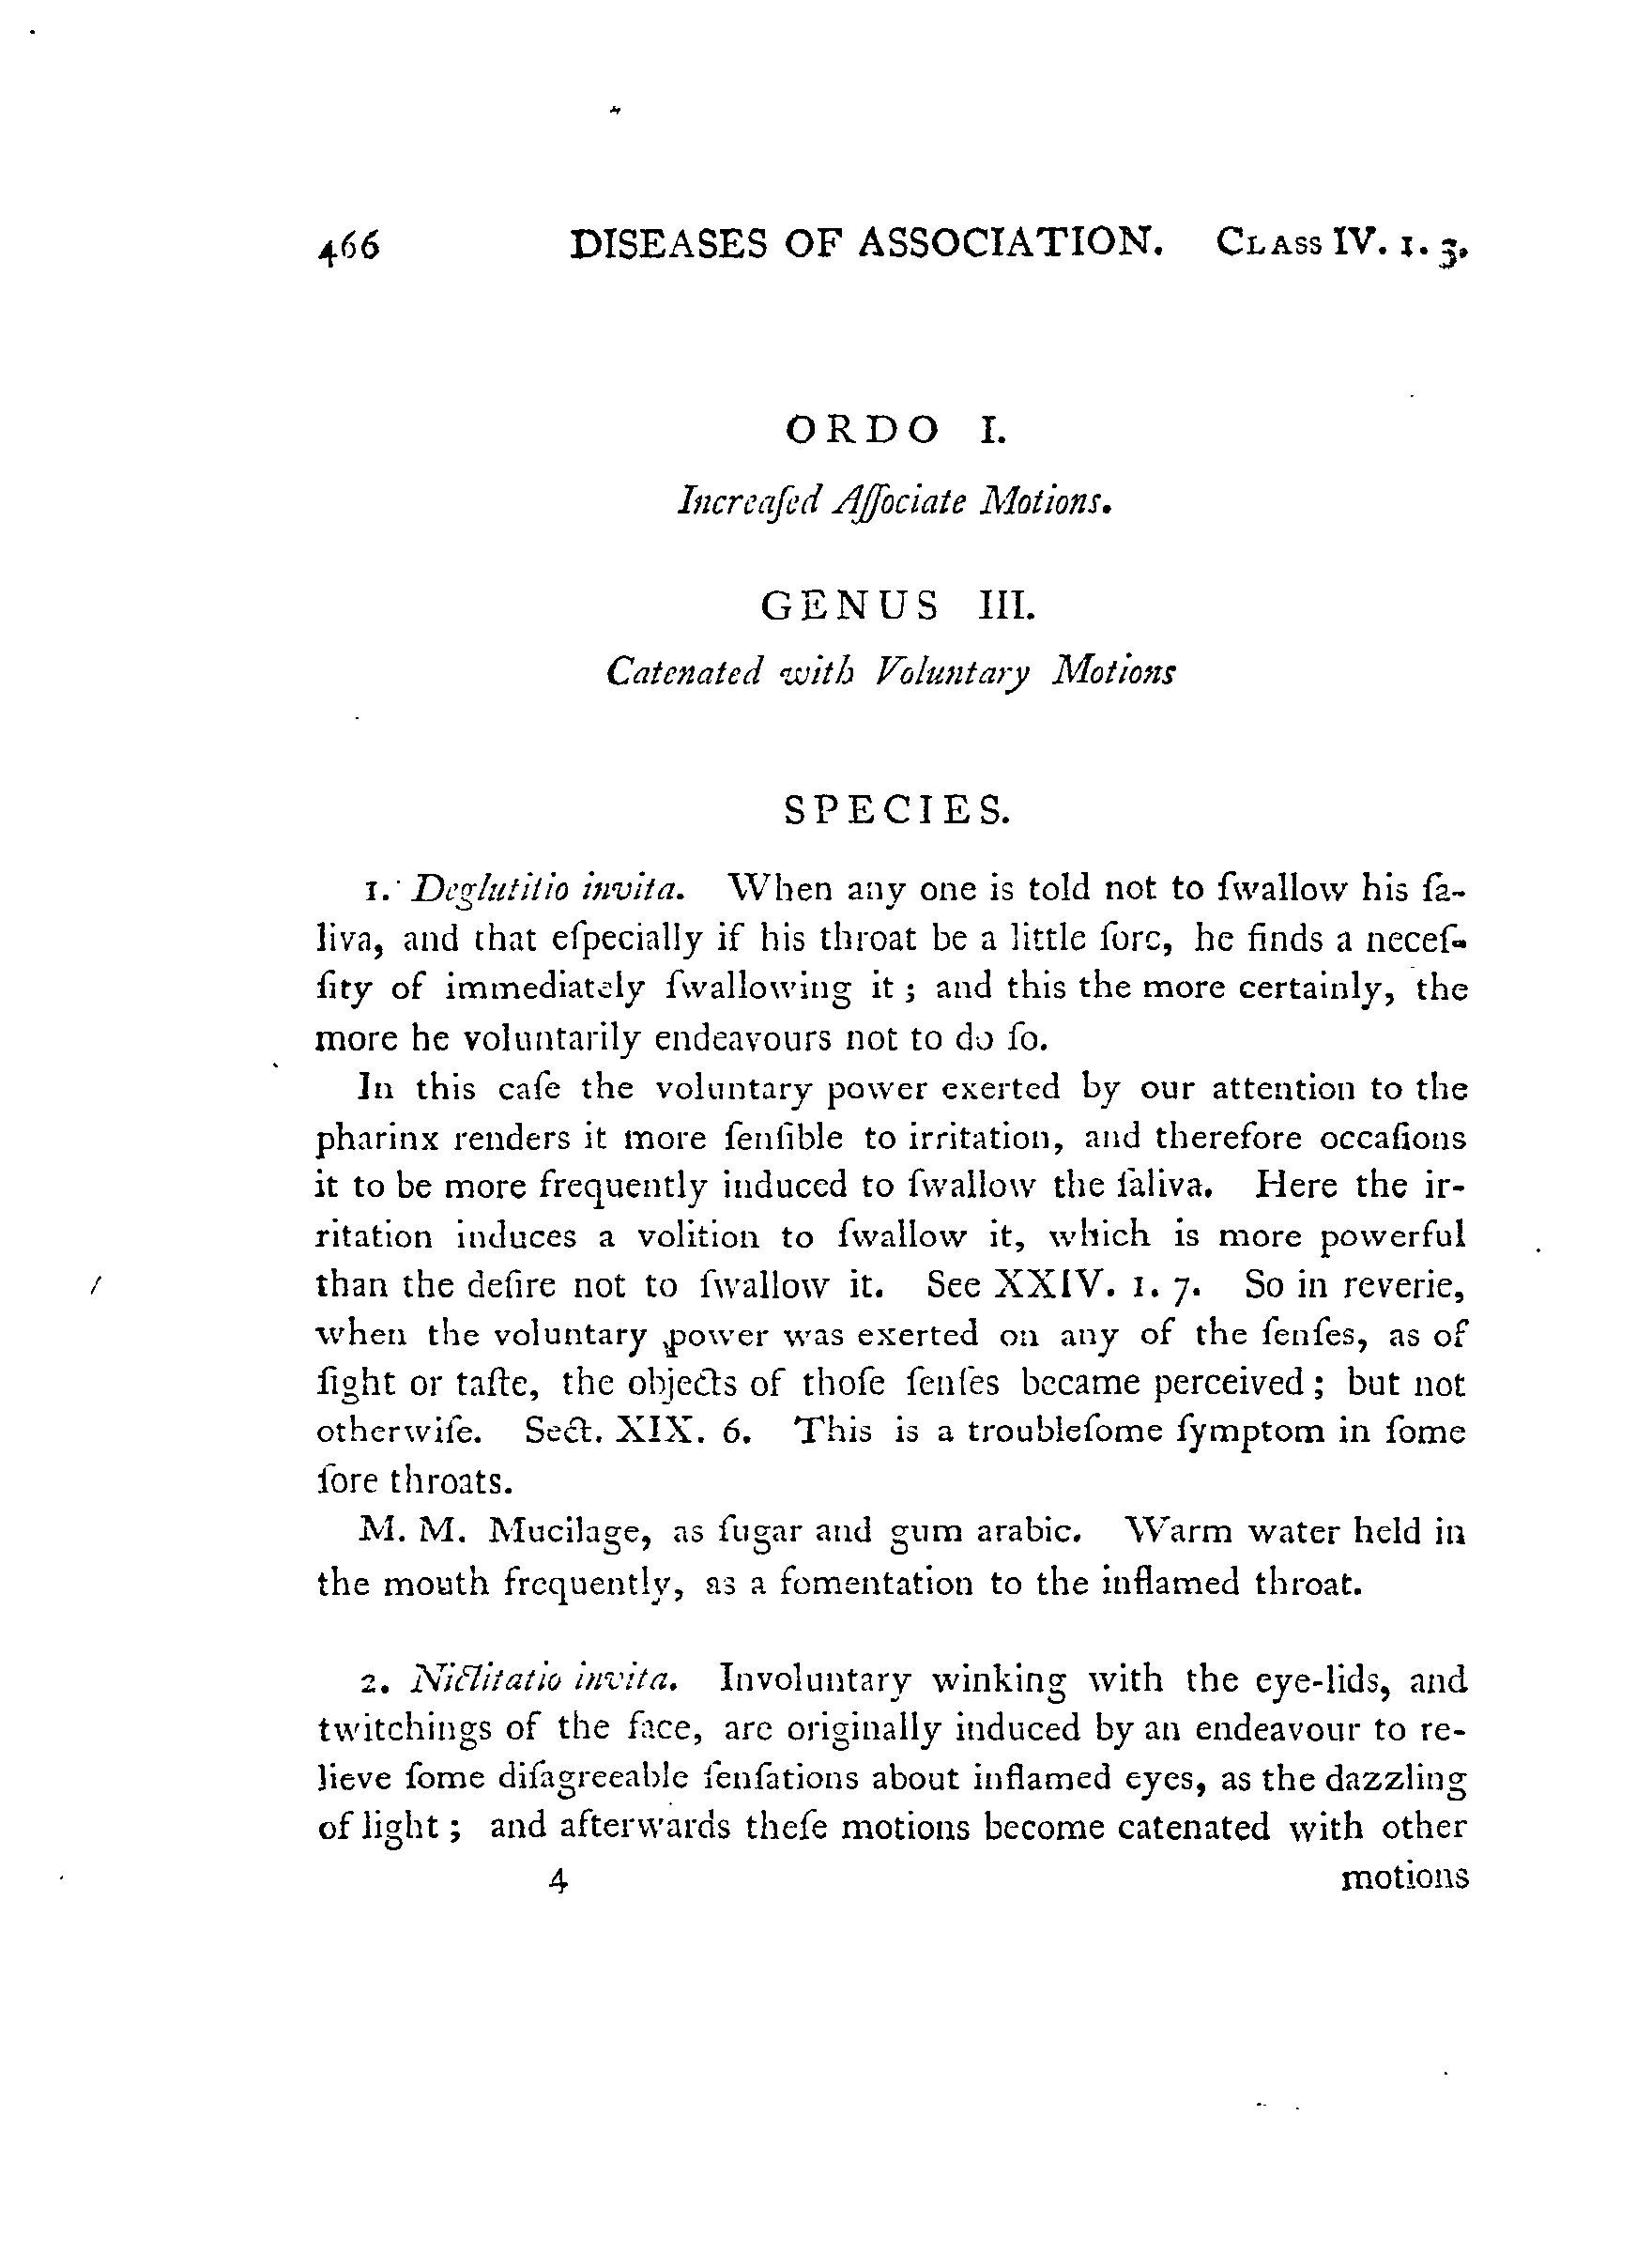 466 DISEASES OF ASSOCIATION. CLASS IV. 1. 3.
ORDO I.
Increaſed Aſſociate Motions.
GENUS III.
Catenated with Voluntary Motions
SPECIES.
1. Deglutitio invita. When any one is told not to ſwallow his ſa-
liva, and that eſpecially if his throat be a little ſore, he finds a neceſ-
ſity of immediately ſwallowing it; and this the more certainly, the
more he voluntarily endeavours not to do ſo.
In this caſe the voluntary power exerted by our attention to the
pharinx renders it more ſenſible to irritation, and therefore occaſions
it to be more frequently induced to ſwallow the ſaliva. Here the ir-
ritation induces a volition to ſwallow it, which is more powerful
than the deſire not to ſwallow it. See XXIV. 1. 7. So in reverie,
when the voluntary power was exerted on any of the ſenſes, as of
ſight or taſte, the objects of thoſe ſenſes became perceived; but not
otherwiſe. Sect. XIX. 6. This is a troubleſome ſymptom in ſome
ſore throats.
M. M. Mucilage, as ſugar and gum arabic. Warm water held in
the mouth frequently, as a fomentation to the inflamed throat.
2. Nictitatio invita. Involuntary winking with the eye-lids, and
twitchings of the face, are originally induced by an endeavour to re-
lieve ſome diſagreeable ſenſations about inflamed eyes, as the dazzling
of light; and afterwards theſe motions become catenated with other
4 motions